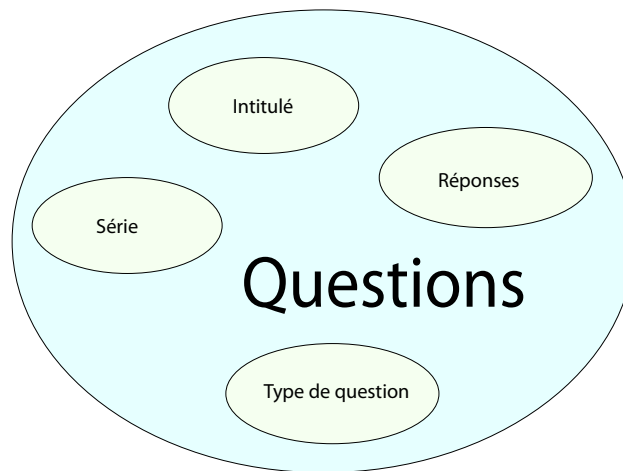 Intitulé
Réponses
Série
Questions
Type de question